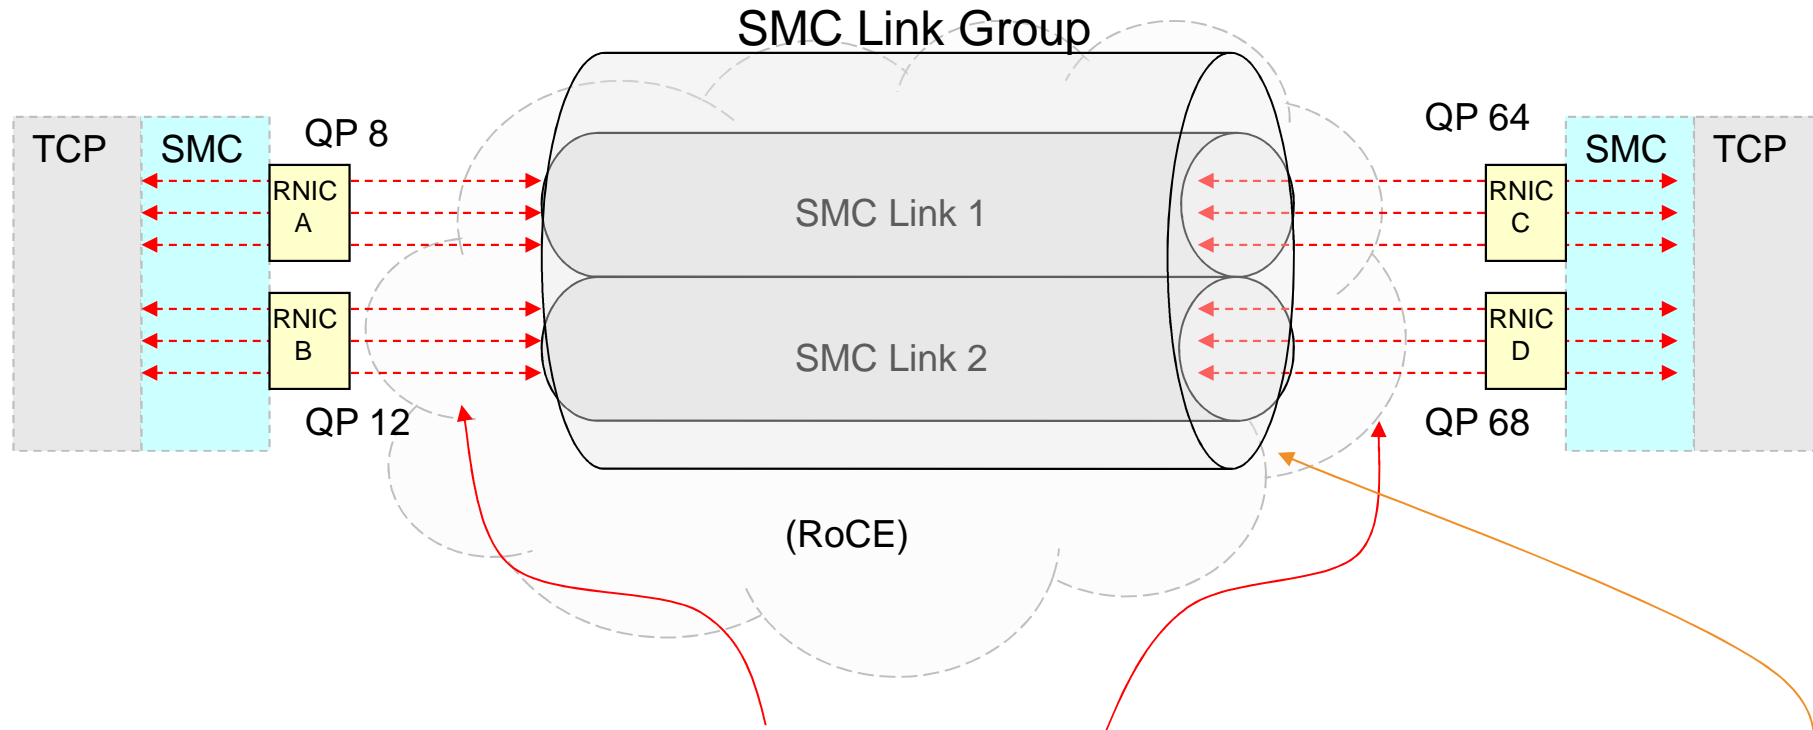 SMC Link Group
TCP
SMC
QP 8
RNIC
A
RNIC
B
QP 12
SMC Link 1
SMC Link 2
(RoCE)
QP 64
RNIC
C
RNIC
D
QP 68
SMC
TCP